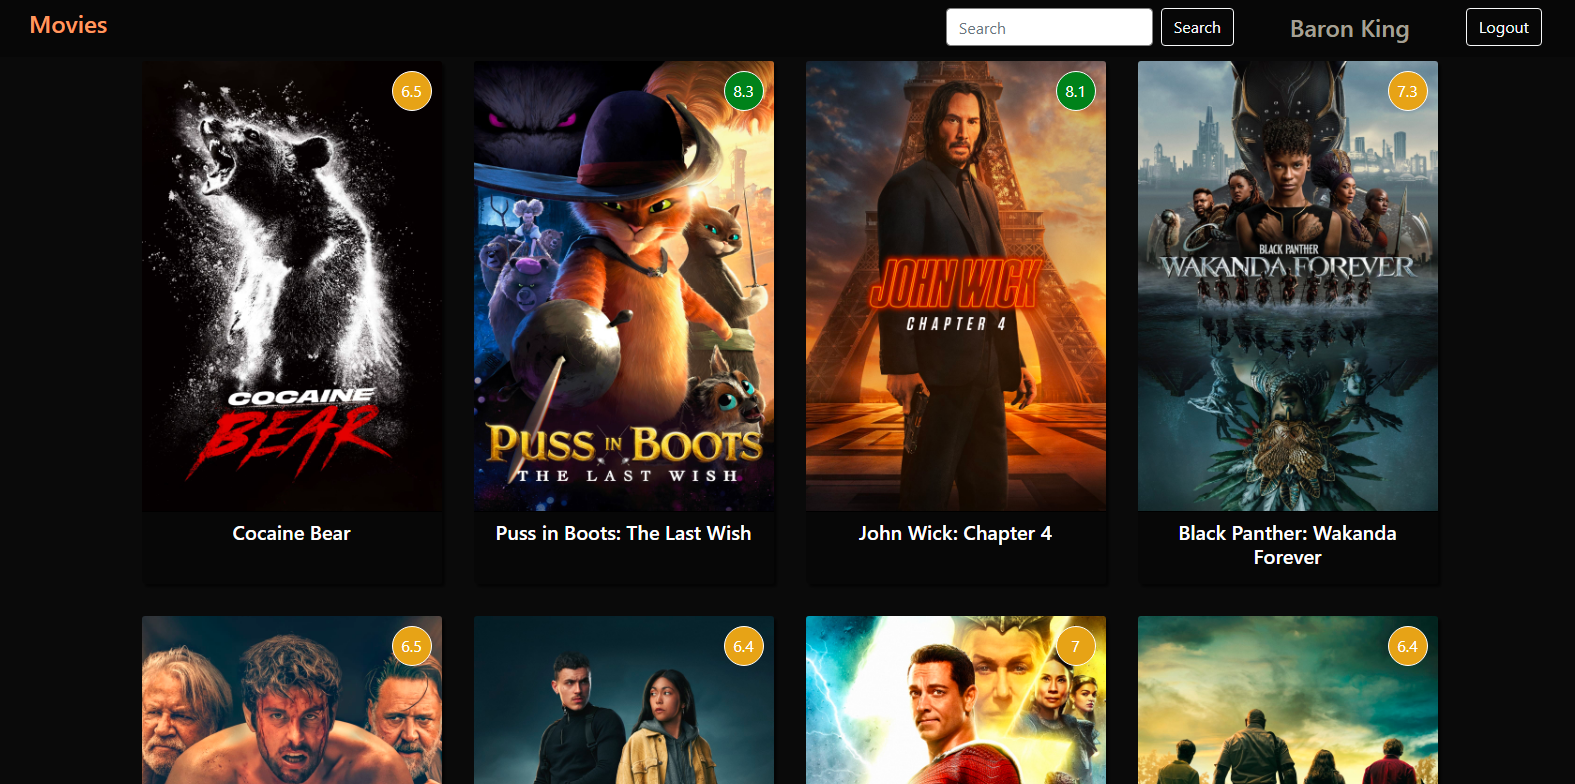 Movies
Search
Search
Baron King
Logout
6.5
8.3
8.1
7.3
COCAINE
BEAR
PUSS IN BOOTS
THE LAST WISH
JOHN WICK
CHAPTER 4
BLACK PANTHER
WAKANDA FOREVER
Cocaine Bear
Puss in Boots: The Last Wish
John Wick: Chapter 4
Black Panther: Wakanda
Forever
6.5
6.4
7
6.4